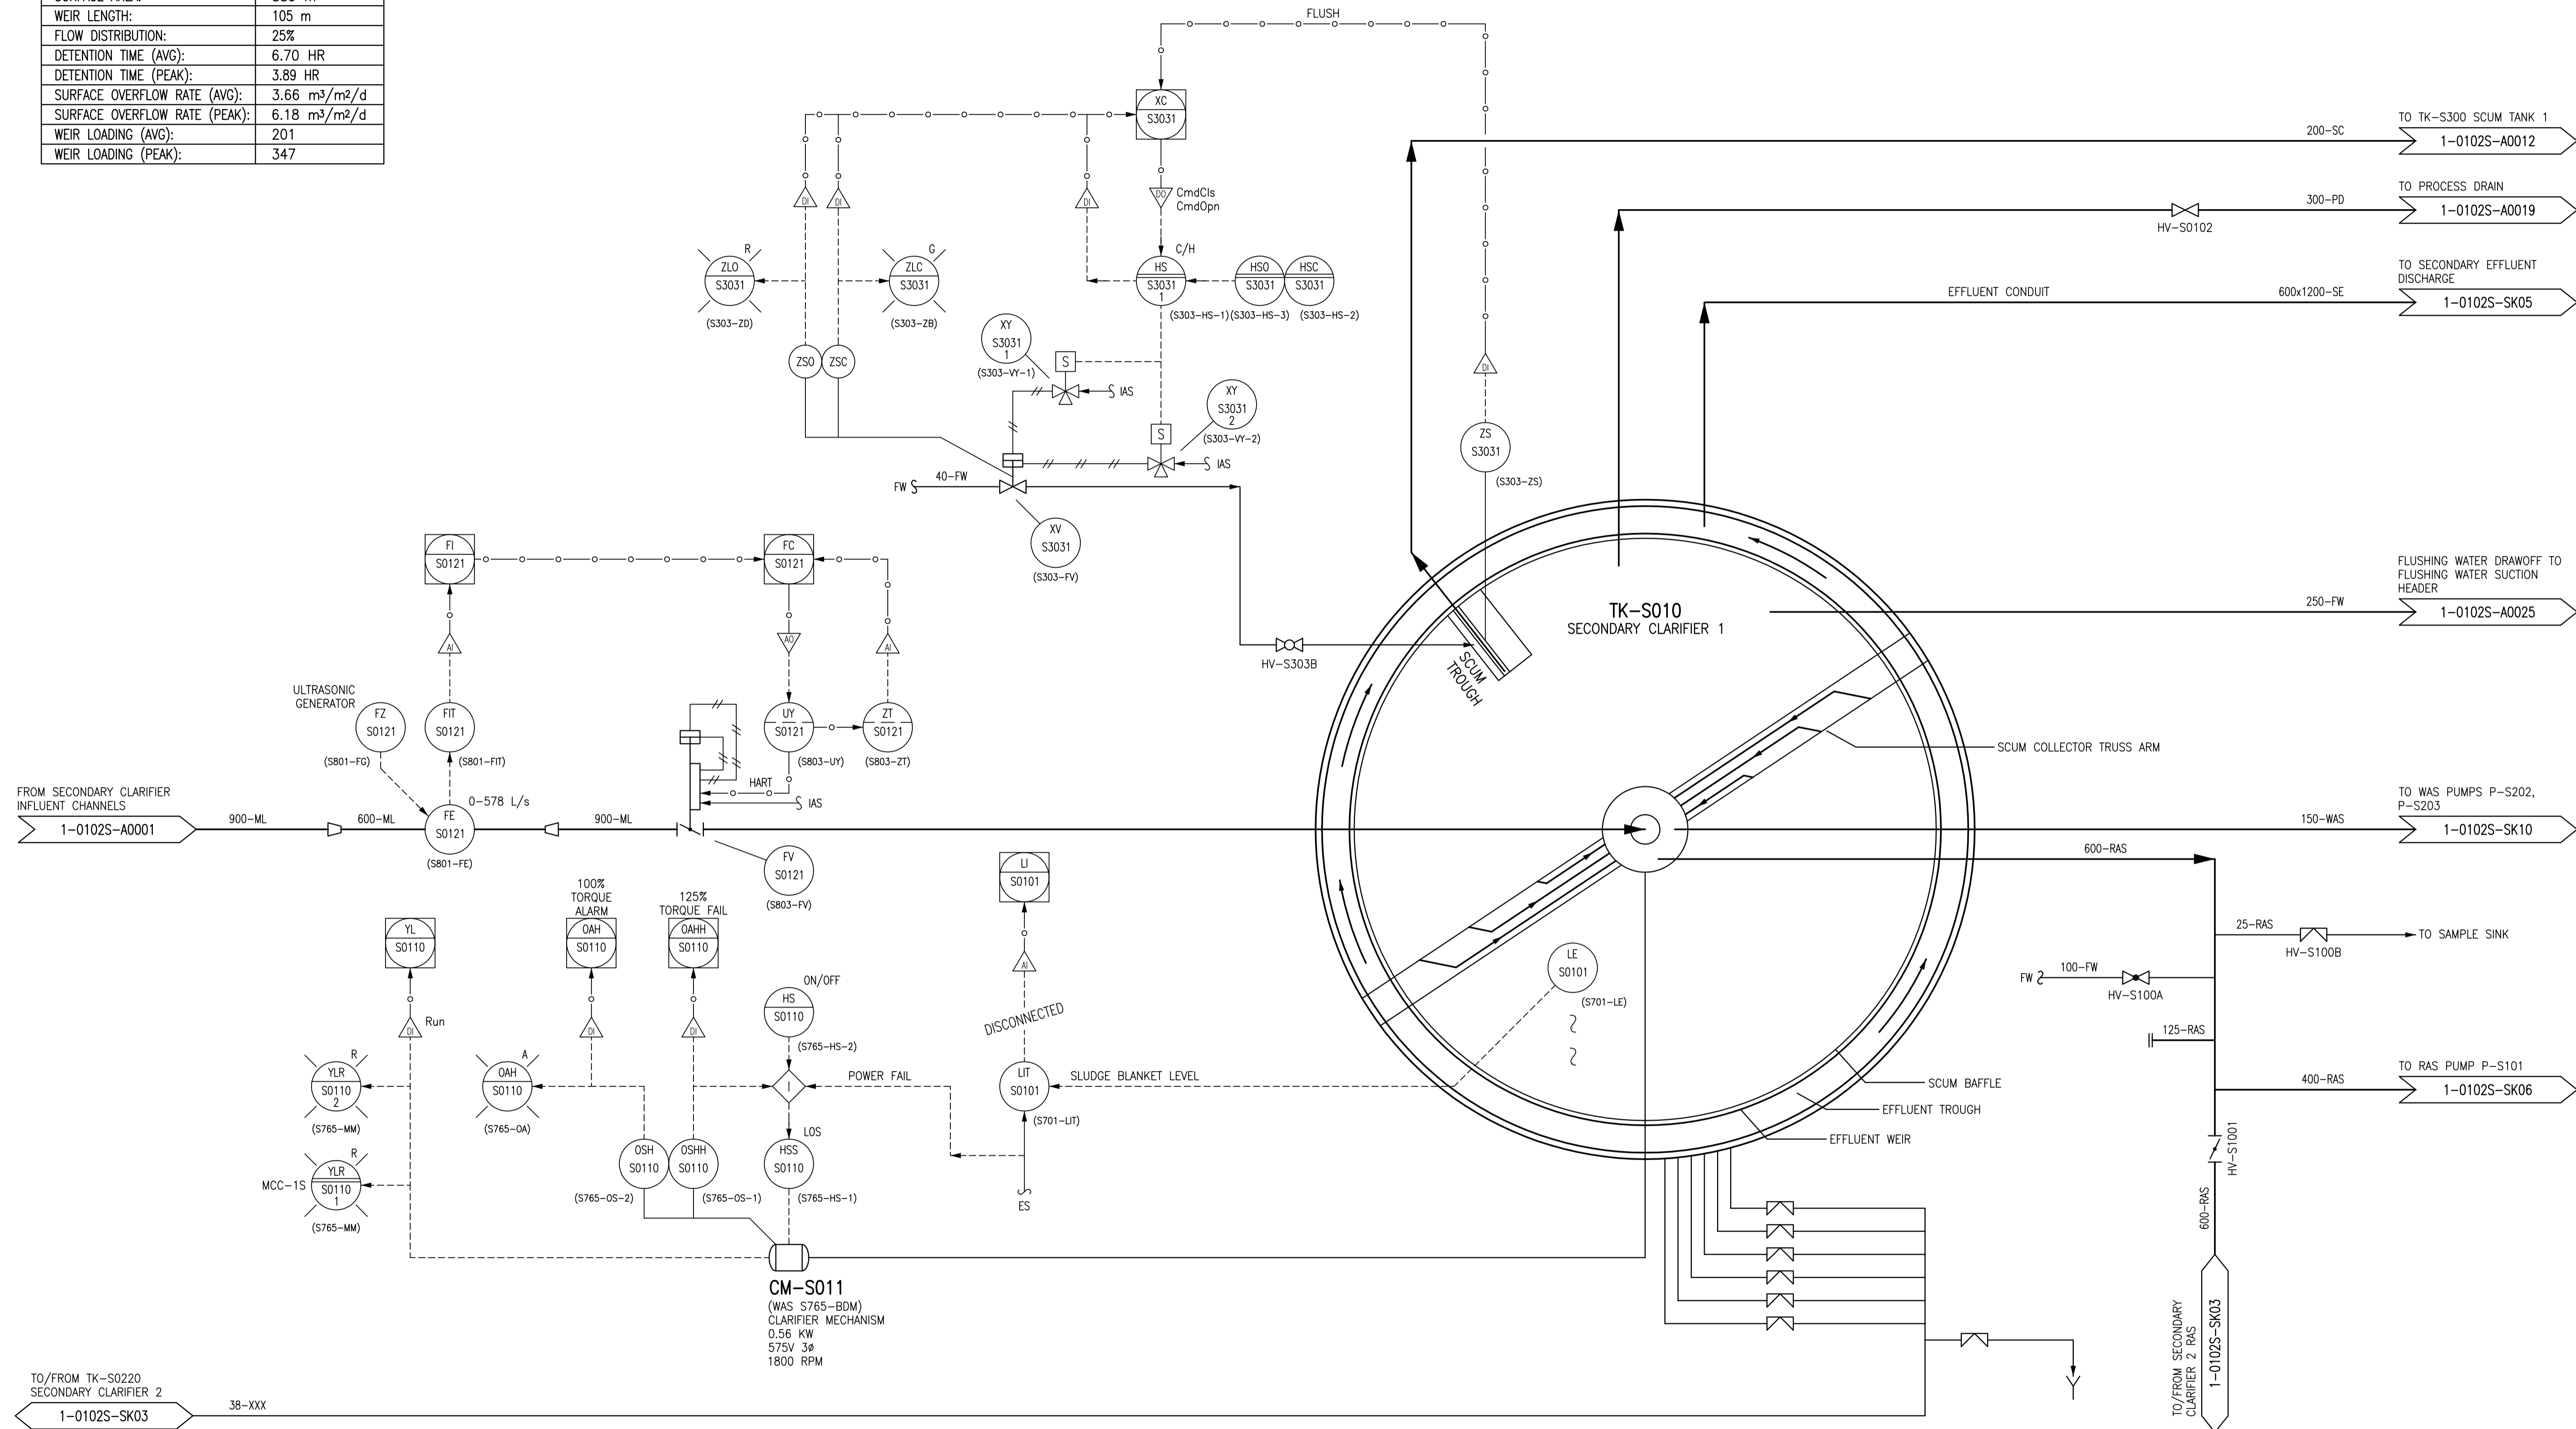 WEIR LENGTH: 105 m
FLOW DISTRIBUTION: 25%
DETENTION TIME (AVG): 6.70 HR
DETENTION TIME (PEAK): 3.89 HR
SURFACE OVERFLOW RATE (AVG): 3.66 m³/m²/d
SURFACE OVERFLOW RATE (PEAK): 6.18 m³/m²/d
WEIR LOADING (AVG): 201
WEIR LOADING (PEAK): 347
FLUSH
XC
S3031
DI
DI
DI
DO
CmdCls
CmdOpn
R
ZLO
S3031
(S303-ZD)
G
ZLC
S3031
(S303-ZB)
C/H
HS
S3031
1
(S303-HS-1)
HSO
S3031
(S303-HS-3)
HSC
S3031
(S303-HS-2)
ZSO
ZSC
XY
S3031
1
(S303-VY-1)
S
IAS
XY
S3031
2
(S303-VY-2)
S
IAS
DI
ZS
S3031
(S303-ZS)
FW
40-FW
XV
S3031
(S303-FV)
HV-S303B
TO TK-S300 SCUM TANK 1
200-SC
1-0102S-A0012
TO PROCESS DRAIN
300-PD
1-0102S-A0019
HV-S0102
TO SECONDARY EFFLUENT
DISCHARGE
EFFLUENT CONDUIT
600x1200-SE
1-0102S-SK05
FLUSHING WATER DRAWOFF TO
FLUSHING WATER SUCTION
HEADER
250-FW
1-0102S-A0025
TK-S010
SECONDARY CLARIFIER 1
SCUM
TROUGH
SCUM COLLECTOR TRUSS ARM
FI
S0121
FC
S0121
AI
AO
AI
ULTRASONIC
GENERATOR
FZ
S0121
(S801-FG)
FIT
S0121
(S801-FIT)
UY
S0121
(S803-UY)
ZT
S0121
(S803-ZT)
HART
IAS
FROM SECONDARY CLARIFIER
INFLUENT CHANNELS
1-0102S-A0001
900-ML
600-ML
0-578 L/s
FE
S0121
(S801-FE)
900-ML
FV
S0121
(S803-FV)
TO WAS PUMPS P-S202,
P-S203
150-WAS
1-0102S-SK10
600-RAS
25-RAS
TO SAMPLE SINK
HV-S100B
FW
100-FW
HV-S100A
125-RAS
TO RAS PUMP P-S101
400-RAS
1-0102S-SK06
HV-S1001
600-RAS
TO/FROM SECONDARY
CLARIFIER 2 RAS
1-0102S-SK03
YL
S0110
DI
Run
100%
TORQUE
ALARM
OAH
S0110
DI
125%
TORQUE FAIL
OAHH
S0110
DI
ON/OFF
HS
S0110
(S765-HS-2)
I
POWER FAIL
LI
S0101
AI
DISCONNECTED
LIT
S0101
(S701-LIT)
SLUDGE BLANKET LEVEL
LE
S0101
(S701-LE)
ES
R
YLR
S0110
2
(S765-MM)
A
OAH
S0110
(S765-OA)
MCC-1S
R
YLR
S0110
1
(S765-MM)
OSH
S0110
(S765-OS-2)
OSHH
S0110
(S765-OS-1)
LOS
HSS
S0110
(S765-HS-1)
SCUM BAFFLE
EFFLUENT TROUGH
EFFLUENT WEIR
CM-S011
(WAS S765-BDM)
CLARIFIER MECHANISM
0.56 KW
575V 3ø
1800 RPM
TO/FROM TK-S0220
SECONDARY CLARIFIER 2
1-0102S-SK03
38-XXX